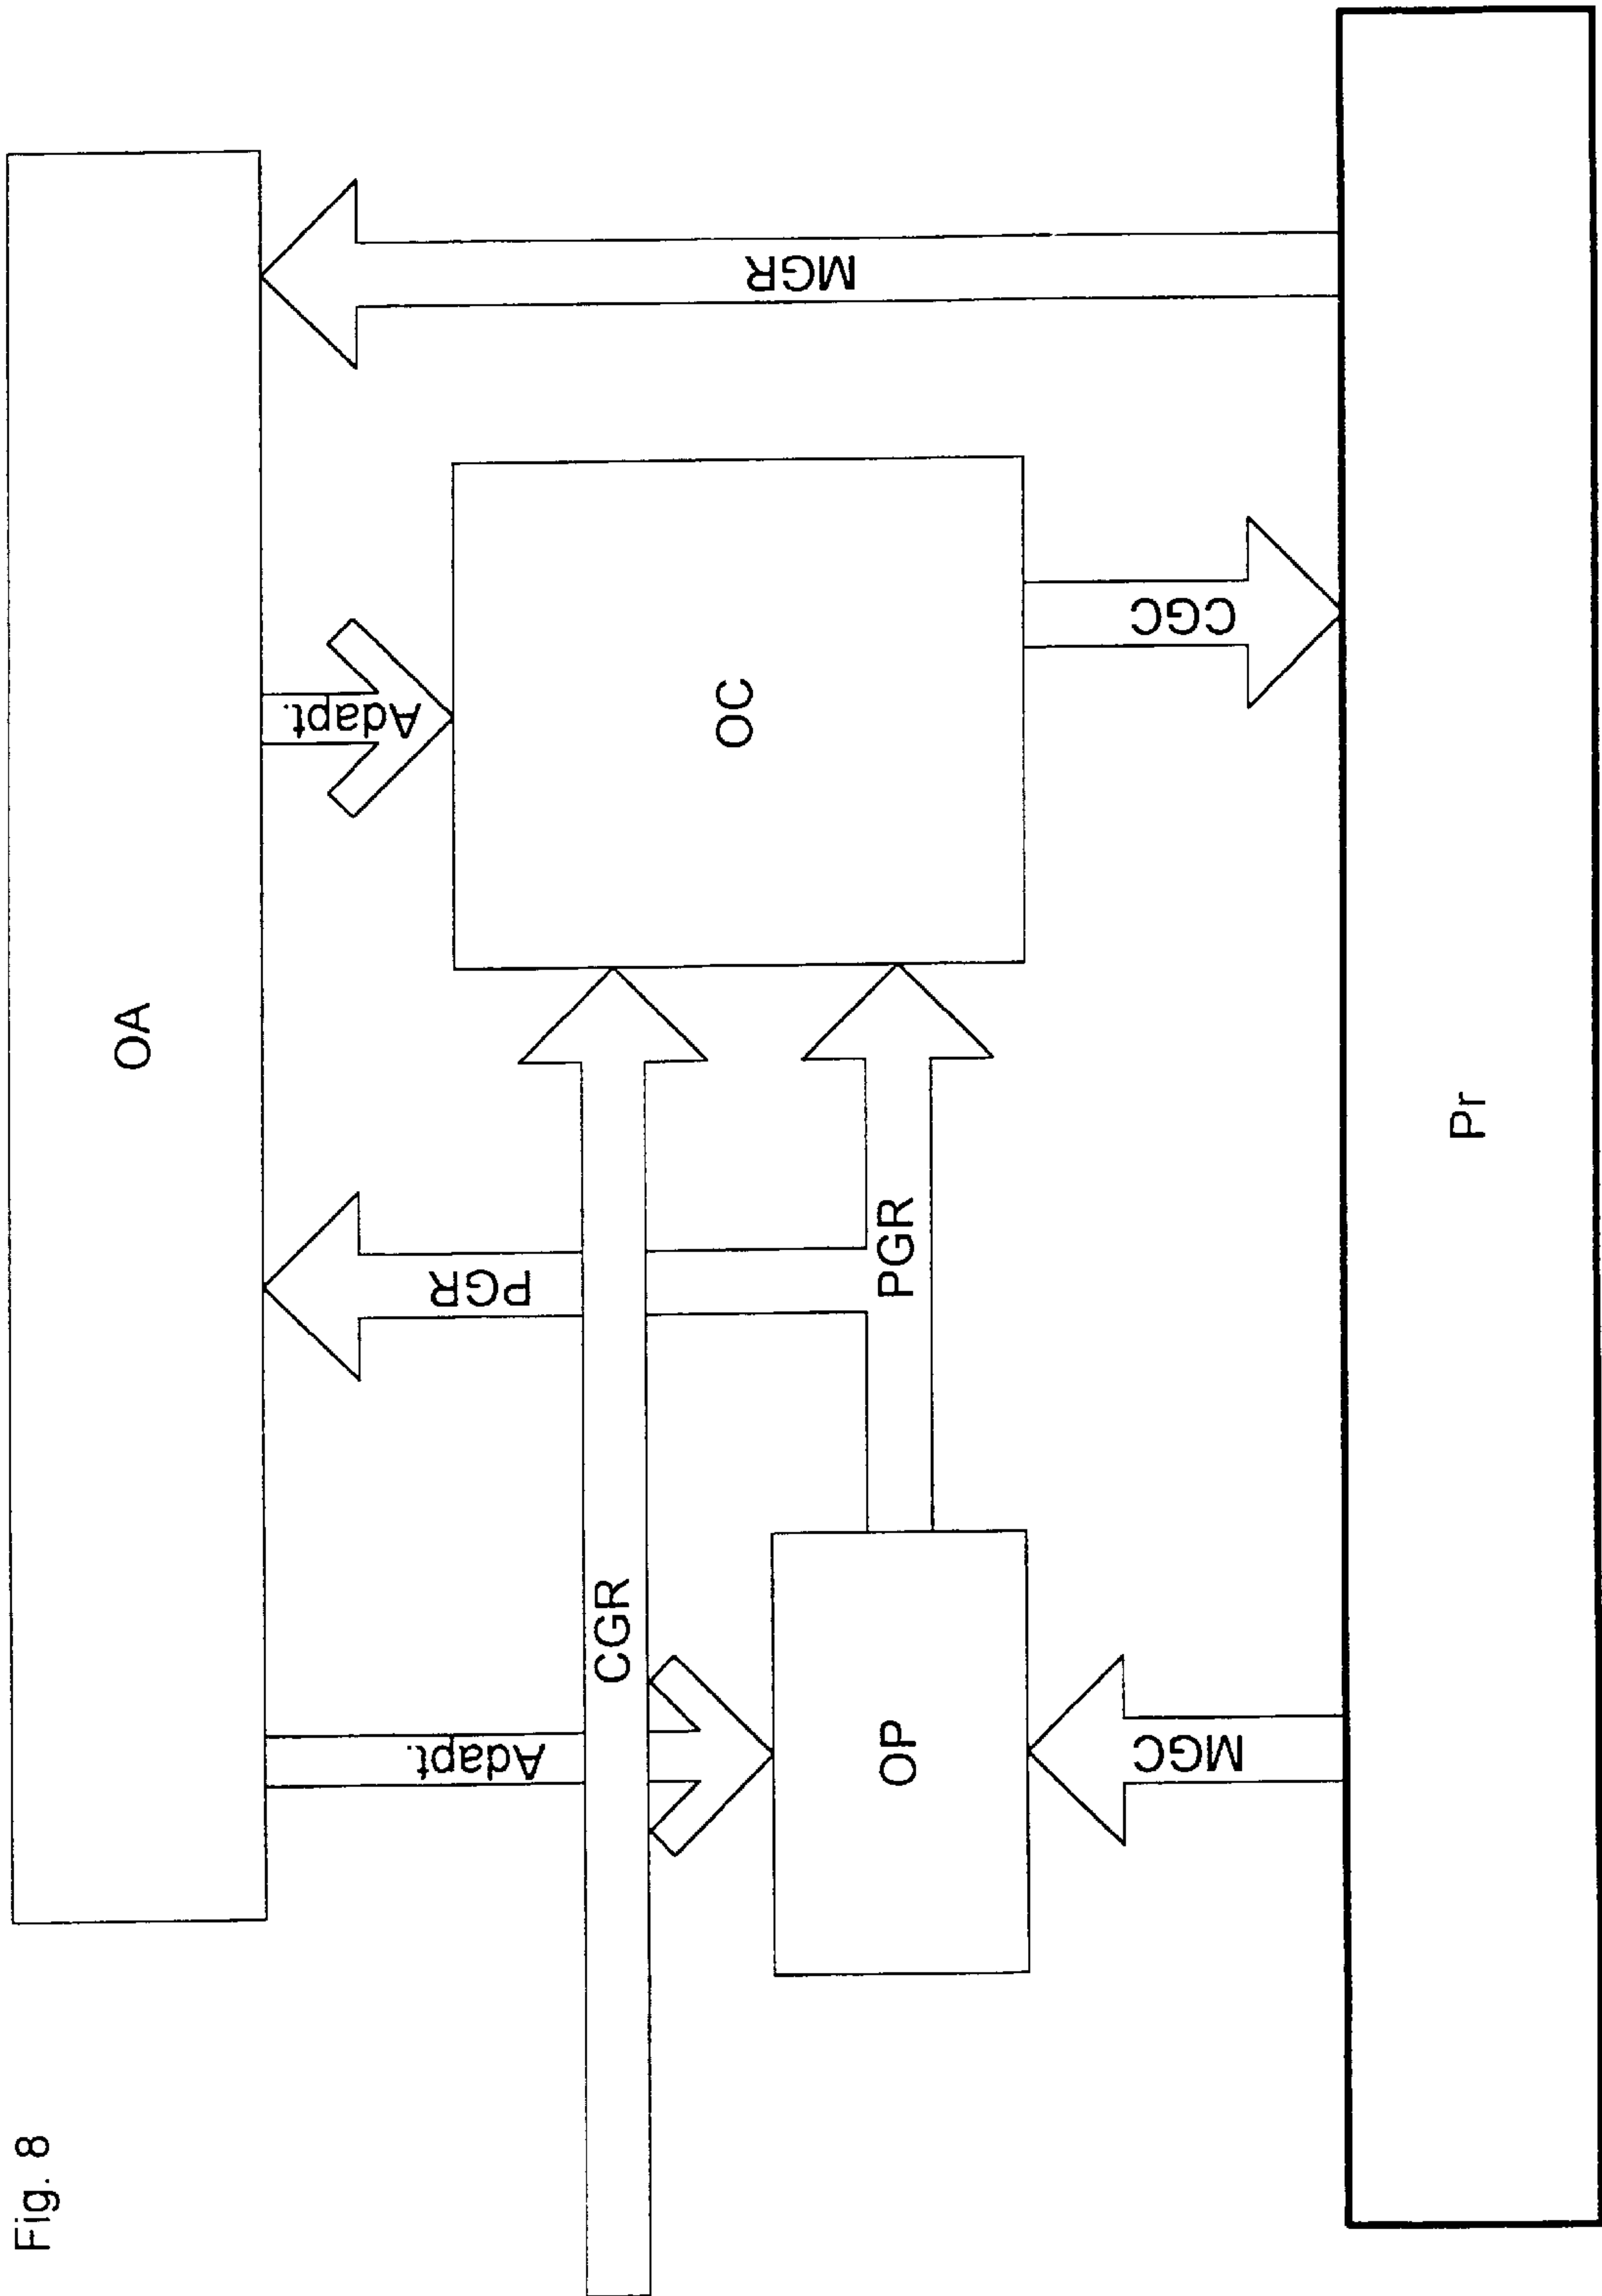 Fig. 8
OA
Adapt.
PGR
Adapt.
MGR
CGR
OC
PGR
OP
MGC
CGC
Pr